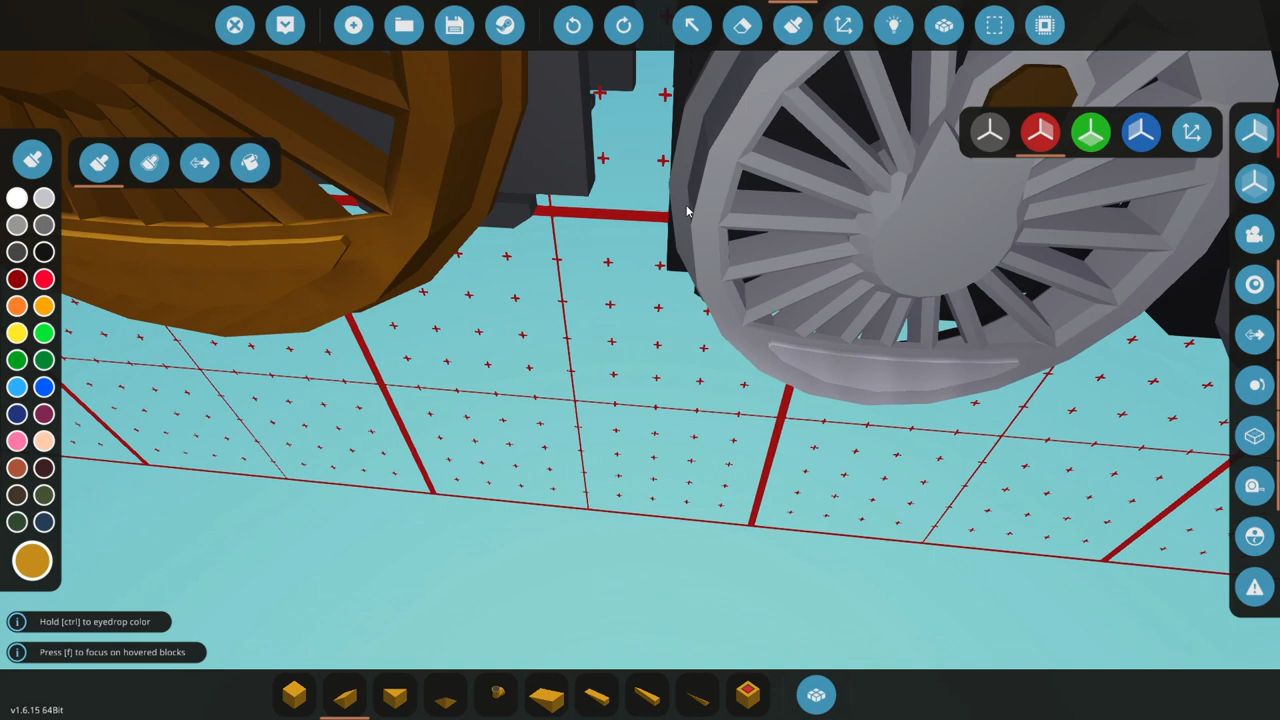 Hold [ctrl] to eyedrop color
Press [f] to focus on hovered blocks
v1.6.15 64Bit